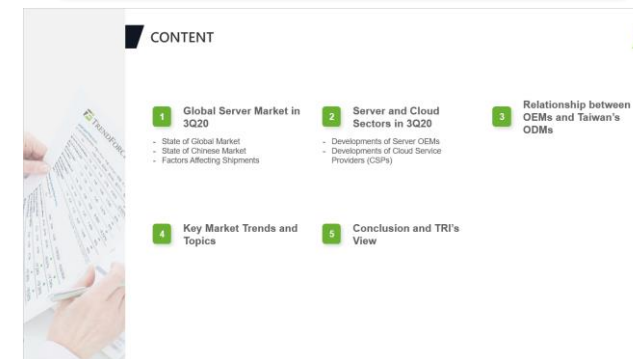 CONTENT
1
Global Server Market in
3Q20
- State of Global Market
- State of Chinese Market
- Factors Affecting Shipments
2
Server and Cloud
Sectors in 3Q20
- Developments of Server OEMs
- Developments of Cloud Service
Providers (CSPs)
3
Relationship between
OEMs and Taiwan's
ODMs
4
Key Market Trends and
Topics
5
Conclusion and TRI's
View
TRENDFORCE